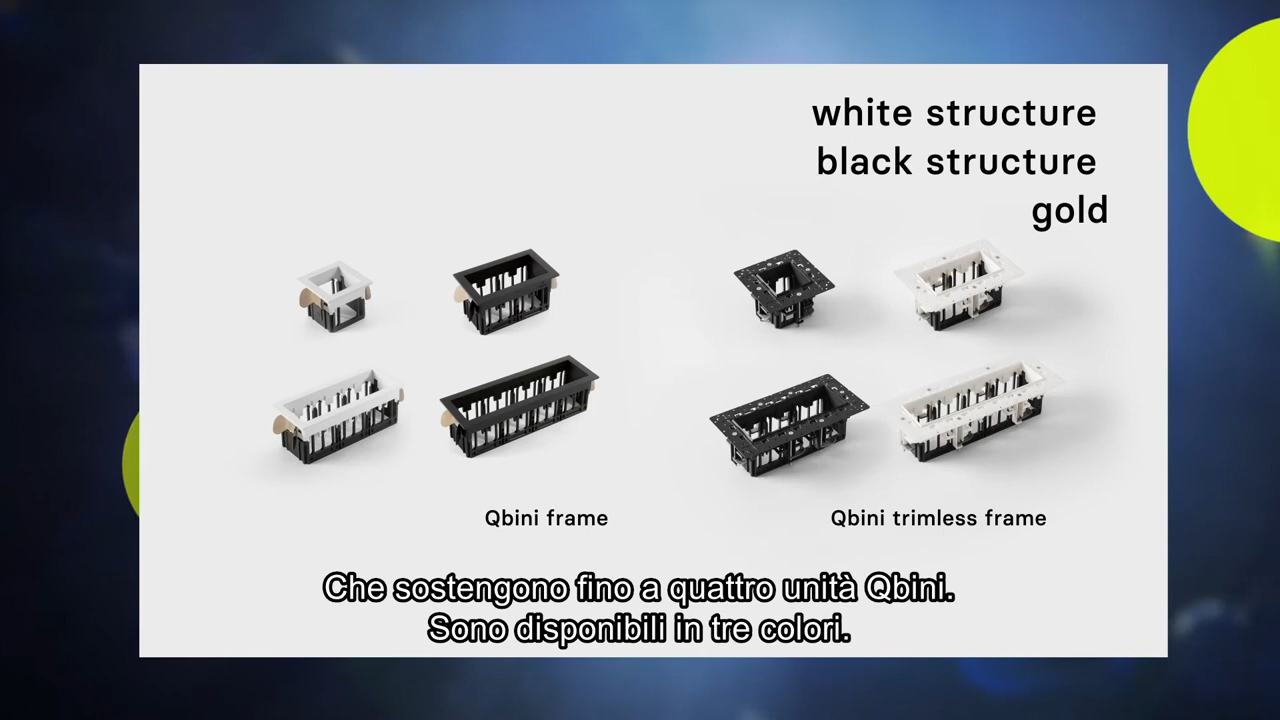 white structure
black structure
gold
Qbini frame
Qbini trimless frame
Che sostengono fino a quattro unità Qbini.
Sono disponibili in tre colori.